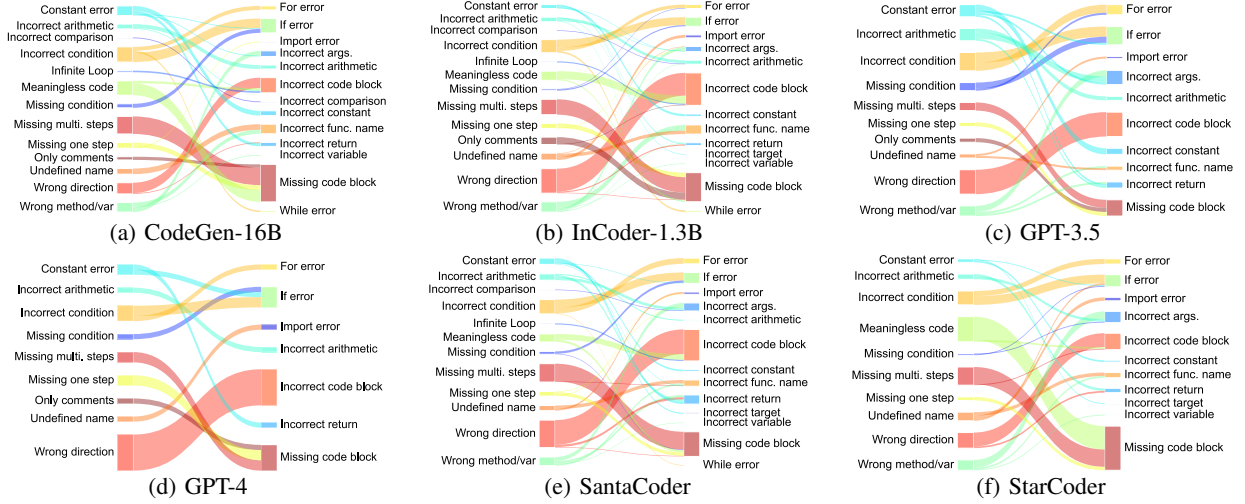 Constant error
Incorrect arithmetic
Incorrect comparison
Incorrect condition
Infinite Loop
Meaningless code
Missing condition
Missing multi. steps
Missing one step
Only comments
Undefined name
Wrong direction
Wrong method/var
For error
If error
Import error
Incorrect args.
Incorrect arithmetic
Incorrect code block
Incorrect comparison
Incorrect constant
Incorrect func. name
Incorrect return
Incorrect variable
Missing code block
While error
(a) CodeGen-16B
Constant error
Incorrect arithmetic
Incorrect comparison
Incorrect condition
Infinite Loop
Meaningless code
Missing condition
Missing multi. steps
Missing one step
Only comments
Undefined name
Wrong direction
Wrong method/var
For error
If error
Import error
Incorrect args.
Incorrect arithmetic
Incorrect code block
Incorrect constant
Incorrect func. name
Incorrect return
Incorrect target
Incorrect variable
Missing code block
While error
(b) InCoder-1.3B
Constant error
Incorrect arithmetic
Incorrect condition
Missing condition
Missing multi. steps
Missing one step
Only comments
Undefined name
Wrong direction
Wrong method/var
For error
If error
Import error
Incorrect args.
Incorrect arithmetic
Incorrect code block
Incorrect constant
Incorrect func. name
Incorrect return
Missing code block
(c) GPT-3.5
Constant error
Incorrect arithmetic
Incorrect condition
Missing condition
Missing multi. steps
Missing one step
Only comments
Undefined name
Wrong direction
For error
If error
Import error
Incorrect arithmetic
Incorrect code block
Incorrect return
Missing code block
(d) GPT-4
Constant error
Incorrect arithmetic
Incorrect comparison
Incorrect condition
Infinite Loop
Meaningless code
Missing condition
Missing multi. steps
Missing one step
Undefined name
Wrong direction
Wrong method/var
For error
If error
Import error
Incorrect args.
Incorrect arithmetic
Incorrect code block
Incorrect constant
Incorrect func. name
Incorrect return
Incorrect target
Incorrect variable
Missing code block
While error
(e) SantaCoder
Constant error
Incorrect arithmetic
Incorrect condition
Meaningless code
Missing condition
Missing multi. steps
Missing one step
Undefined name
Wrong direction
Wrong method/var
For error
If error
Import error
Incorrect args.
Incorrect code block
Incorrect constant
Incorrect func. name
Incorrect return
Incorrect target
Incorrect variable
Missing code block
(f) StarCoder